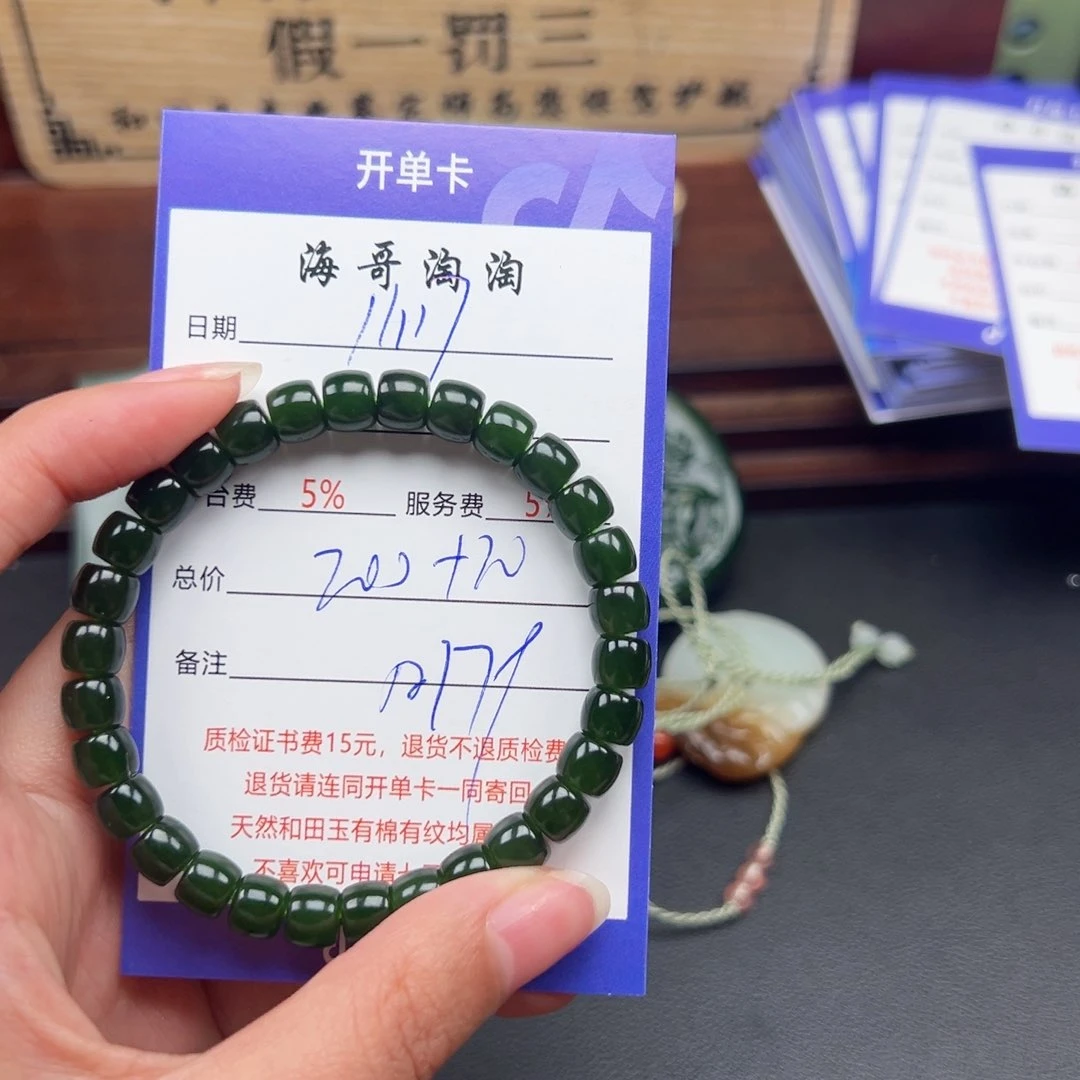 假一罚三
开单卡
海哥淘淘
日期 11117
台费 5% 服务费 5
总价 200+20
备注
质检证书费15元，退货不退质检费
退货请连同开单卡一同寄回
天然和田玉有棉有纹均属
不喜欢可申请七